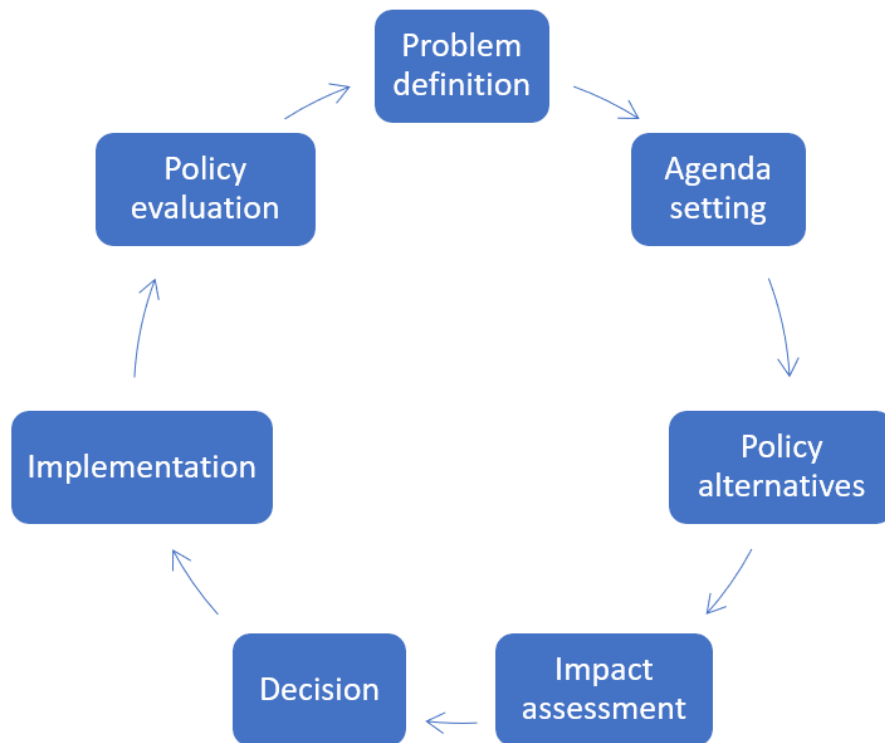 Problem
definition
Agenda
setting
Policy
alternatives
Impact
assessment
Decision
Implementation
Policy
evaluation